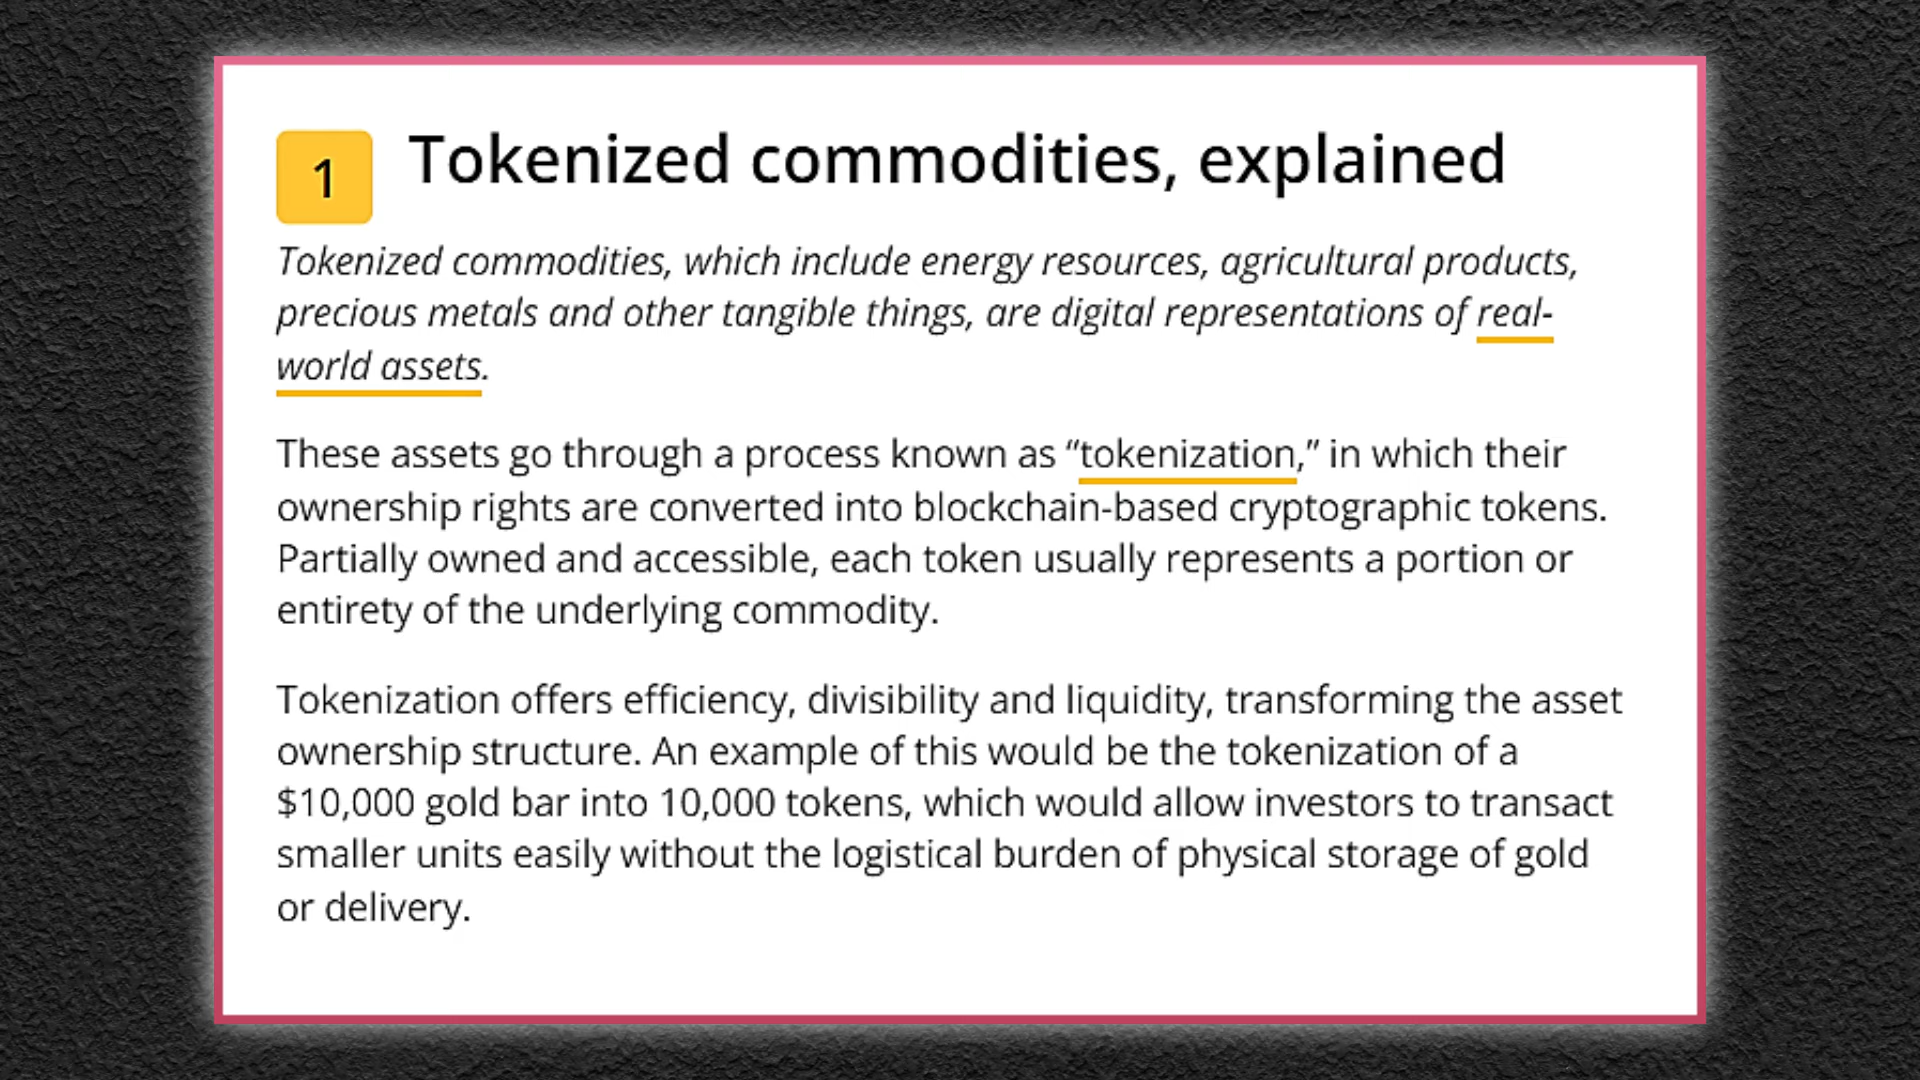 1
Tokenized commodities, explained
Tokenized commodities, which include energy resources, agricultural products,
precious metals and other tangible things, are digital representations of real-
world assets.
These assets go through a process known as “tokenization,” in which their
ownership rights are converted into blockchain-based cryptographic tokens.
Partially owned and accessible, each token usually represents a portion or
entirety of the underlying commodity.
Tokenization offers efficiency, divisibility and liquidity, transforming the asset
ownership structure. An example of this would be the tokenization of a
$10,000 gold bar into 10,000 tokens, which would allow investors to transact
smaller units easily without the logistical burden of physical storage of gold
or delivery.